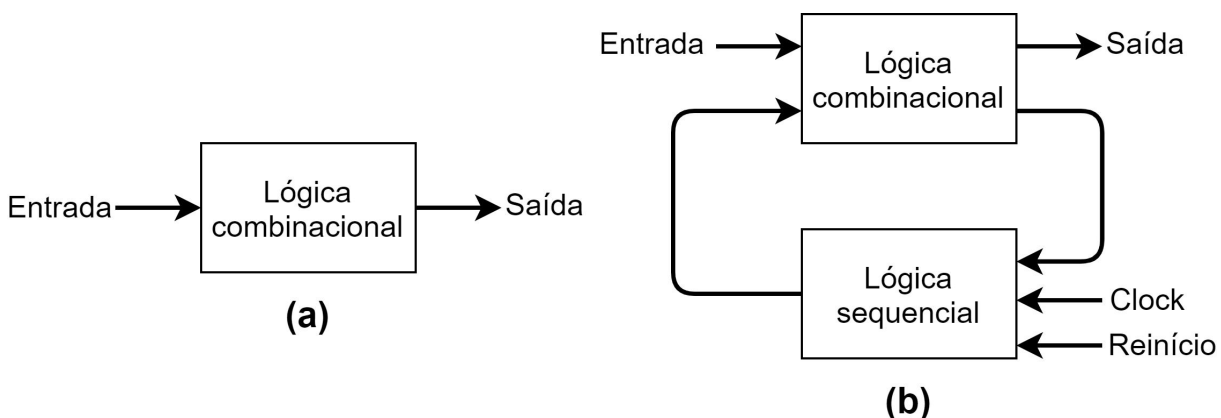 Entrada
Lógica
combinacional
Saída
(a)
Entrada
Lógica
combinacional
Saída
Lógica
sequencial
Clock
Reinício
(b)